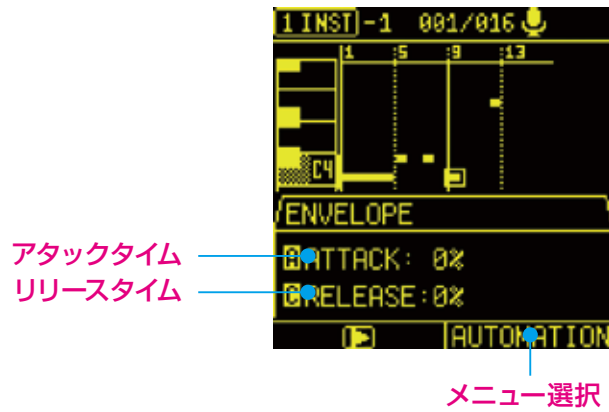 1 INST -1 001/016
1 5 9 13
C4
ENVELOPE
アタックタイム
A ATTACK: 0%
リリースタイム
C RELEASE:0%
AUTOMATION
メニュー選択